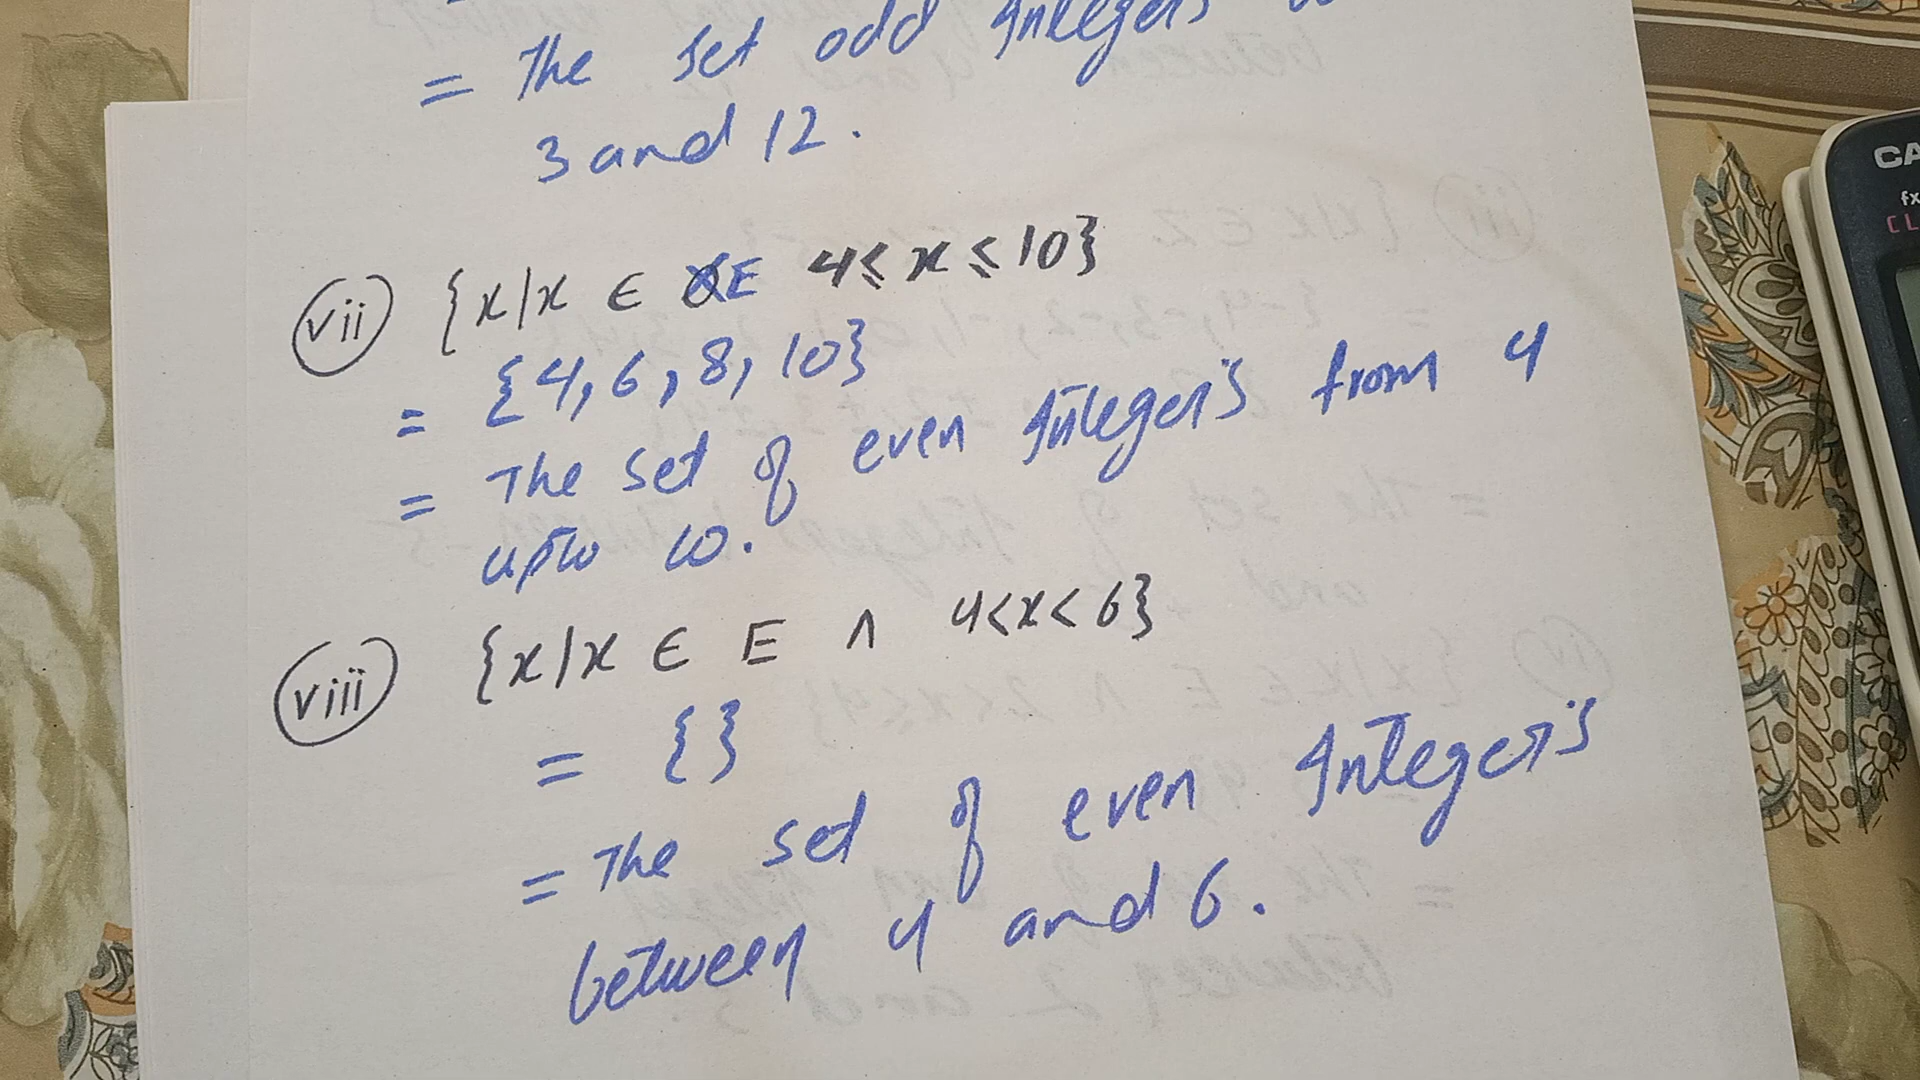 = The set odd Integers
3 and 12.
vii {x/x ∈ E 4≤ x ≤ 10}
= {4, 6, 8, 10}
= The set of even Integers from 4
upto 10.
viii {x/x ∈ E ∧ 4<x< 6}
= {}
= The set of even Integers
between 4 and 6.
CA
fx
CL